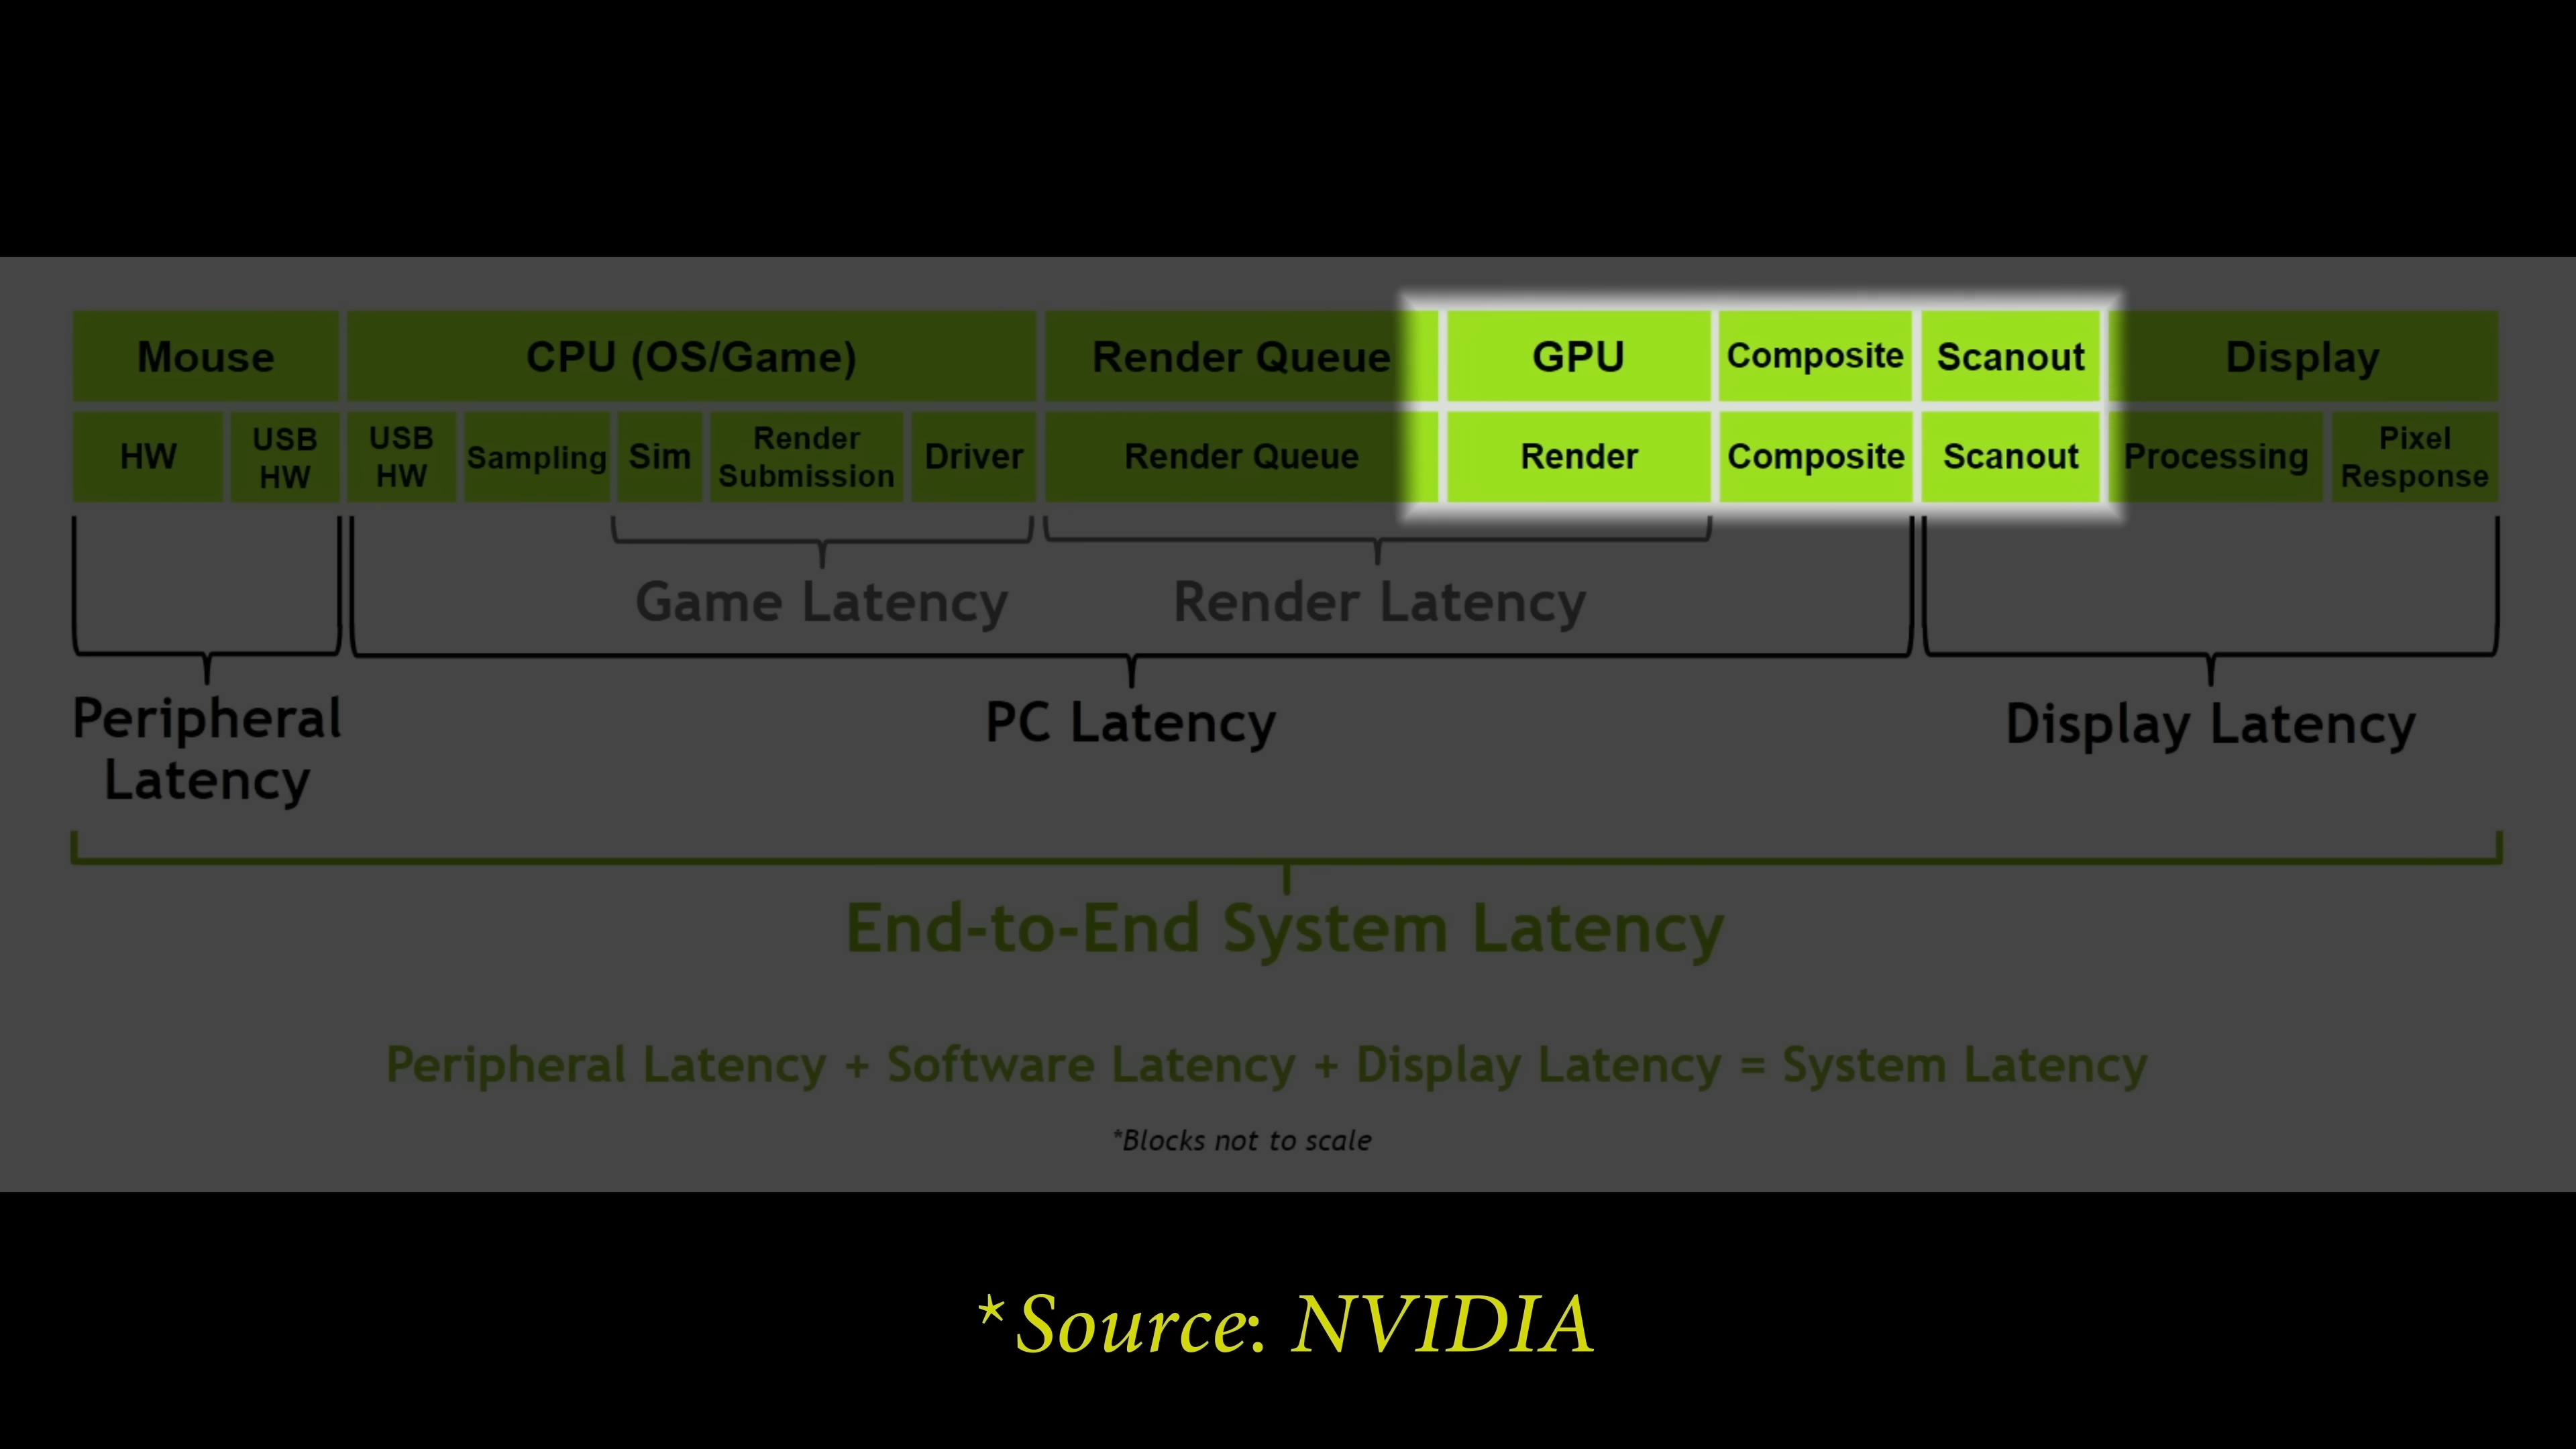 Mouse
CPU (OS/Game)
Render Queue
GPU
Composite
Scanout
Display
HW
USB
HW
USB
HW
Sampling
Sim
Render
Submission
Driver
Render Queue
Render
Composite
Scanout
Processing
Pixel
Response
Game Latency
Render Latency
Peripheral
Latency
PC Latency
Display Latency
End-to-End System Latency
Peripheral Latency + Software Latency + Display Latency = System Latency
*Blocks not to scale
*Source: NVIDIA